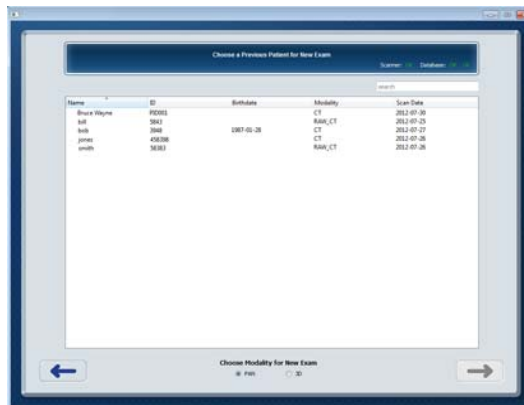 Choose a Previous Patient for New Exam
Scanner: OK Database: OK
search
Name ID Birthdate Modality Scan Date
Bruce Wayne PID001 CT 2012-07-30
bill 5843 RAW_CT 2012-07-25
bob 3948 1987-01-28 CT 2012-07-27
jones 458398 CT 2012-07-26
smith 58383 RAW_CT 2012-07-26
Choose Modality for New Exam
PAN 3D